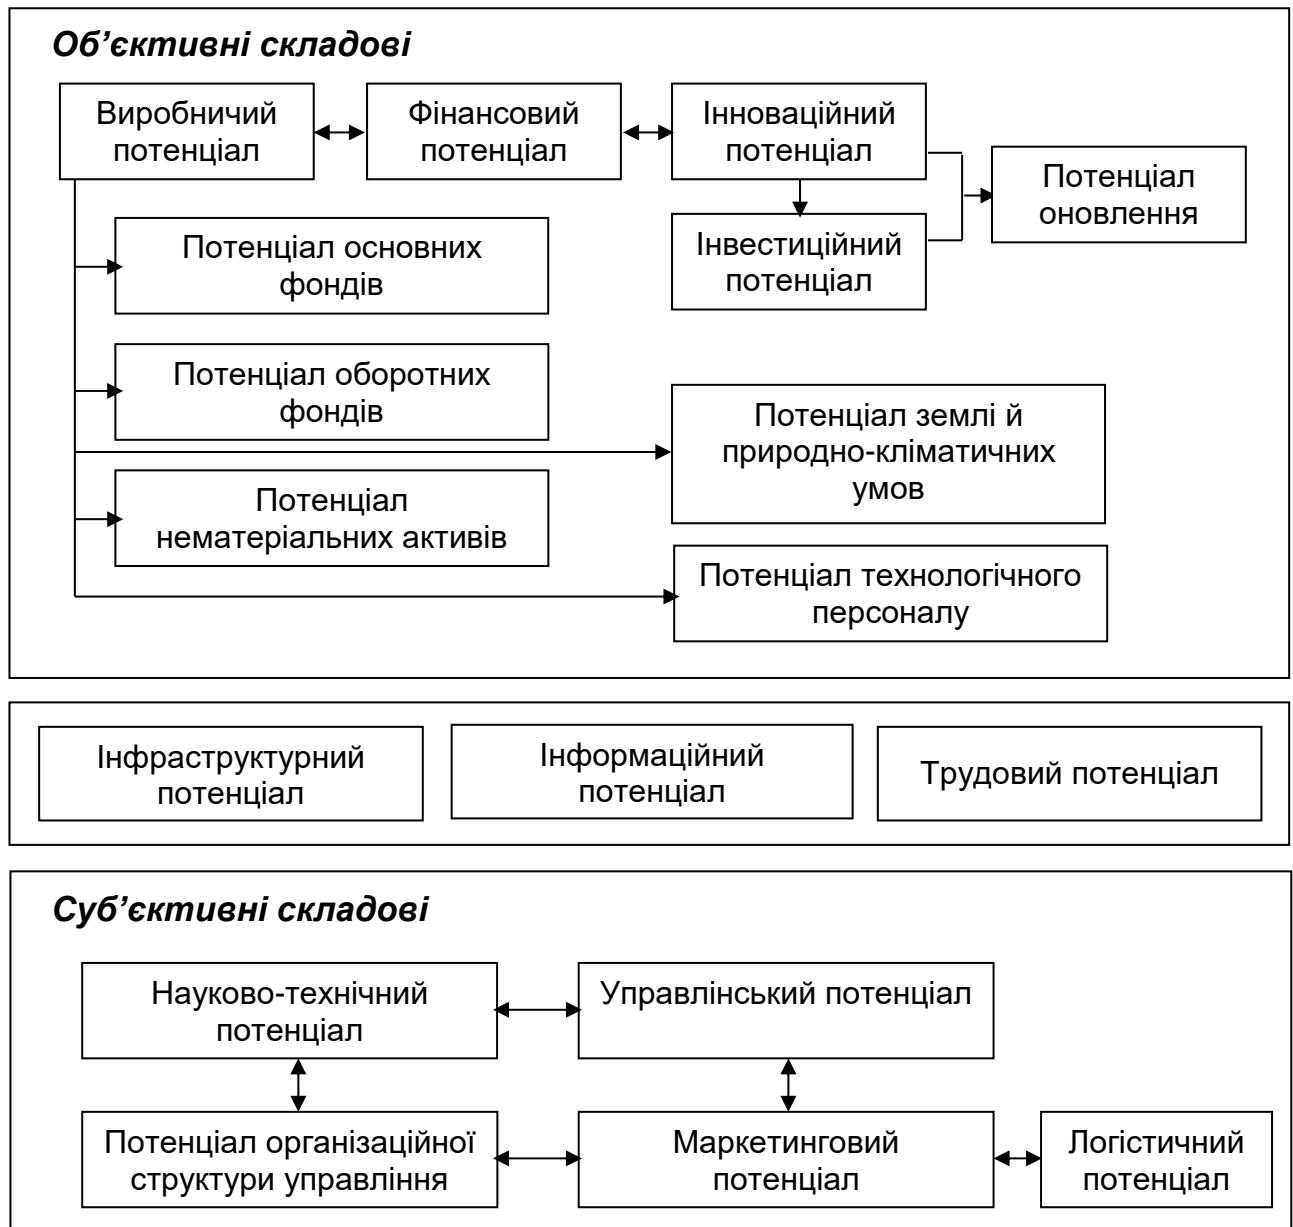 Об’єктивні складові
Виробничий
потенціал
Фінансовий
потенціал
Інноваційний
потенціал
Потенціал
оновлення
Інвестиційний
потенціал
Потенціал основних
фондів
Потенціал оборотних
фондів
Потенціал землі й
природно-кліматичних
умов
Потенціал
нематеріальних активів
Потенціал технологічного
персоналу
Інфраструктурний
потенціал
Інформаційний
потенціал
Трудовий потенціал
Суб’єктивні складові
Науково-технічний
потенціал
Управлінський потенціал
Потенціал організаційної
структури управління
Маркетинговий
потенціал
Логістичний
потенціал